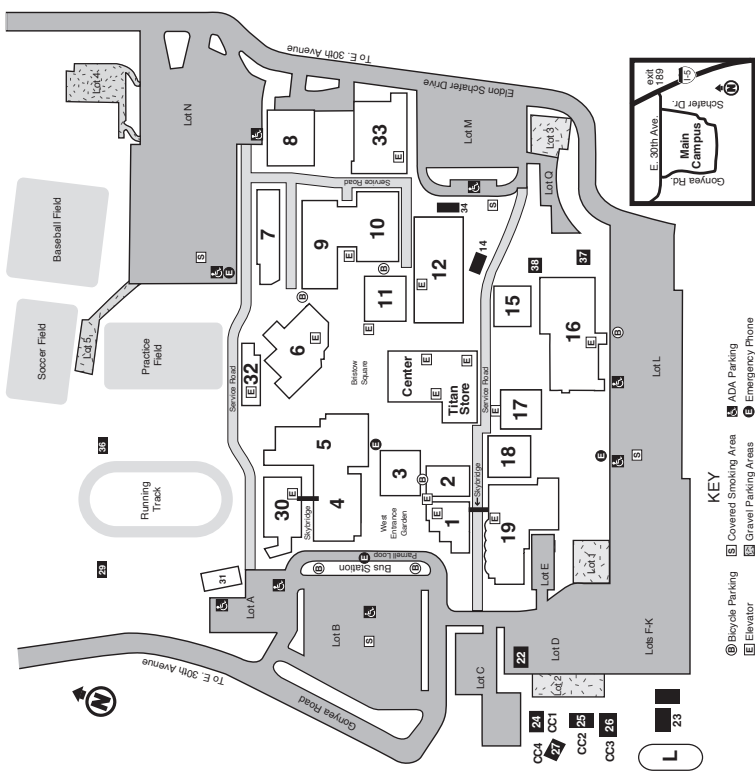 To E. 30th Avenue
Lot 4
Lot N
Baseball Field
Soccer Field
Lot 5
Practice
Field
36
Running
Track
29
31
Lot A
To E. 30th Avenue
N
Gonyea Road
Lot B
S
B
Bus Station
B
E
Parnell Loop
Service Road
S
E
8
33
E
Service Road
7
9
10
E
B
B
11
E
12
E
34
S
14
Lot M
Eldon Schafer Drive
Lot 3
Lot Q
6
E
32
E
Bristow
Square
Center
E
E
Titan
Store
E
5
4
30
E
Skybridge
West
Entrance
Garden
E
3
B
2
E
1
E
Skybridge
Service Road
38
37
15
16
E
B
17
E
18
19
E
Lot E
Lot 1
E
S
Lot L
Lot C
22
Lot D
Lot 2
Lots F-K
24
CC1
CC4
27
25
CC2
26
CC3
23
L
exit
189
I-5
N
Schafer Dr.
E. 30th Ave.
Main
Campus
Gonyea Rd.
KEY
B Bicycle Parking
S Covered Smoking Area
ADA Parking
E Elevator
Gravel Parking Areas
E Emergency Phone